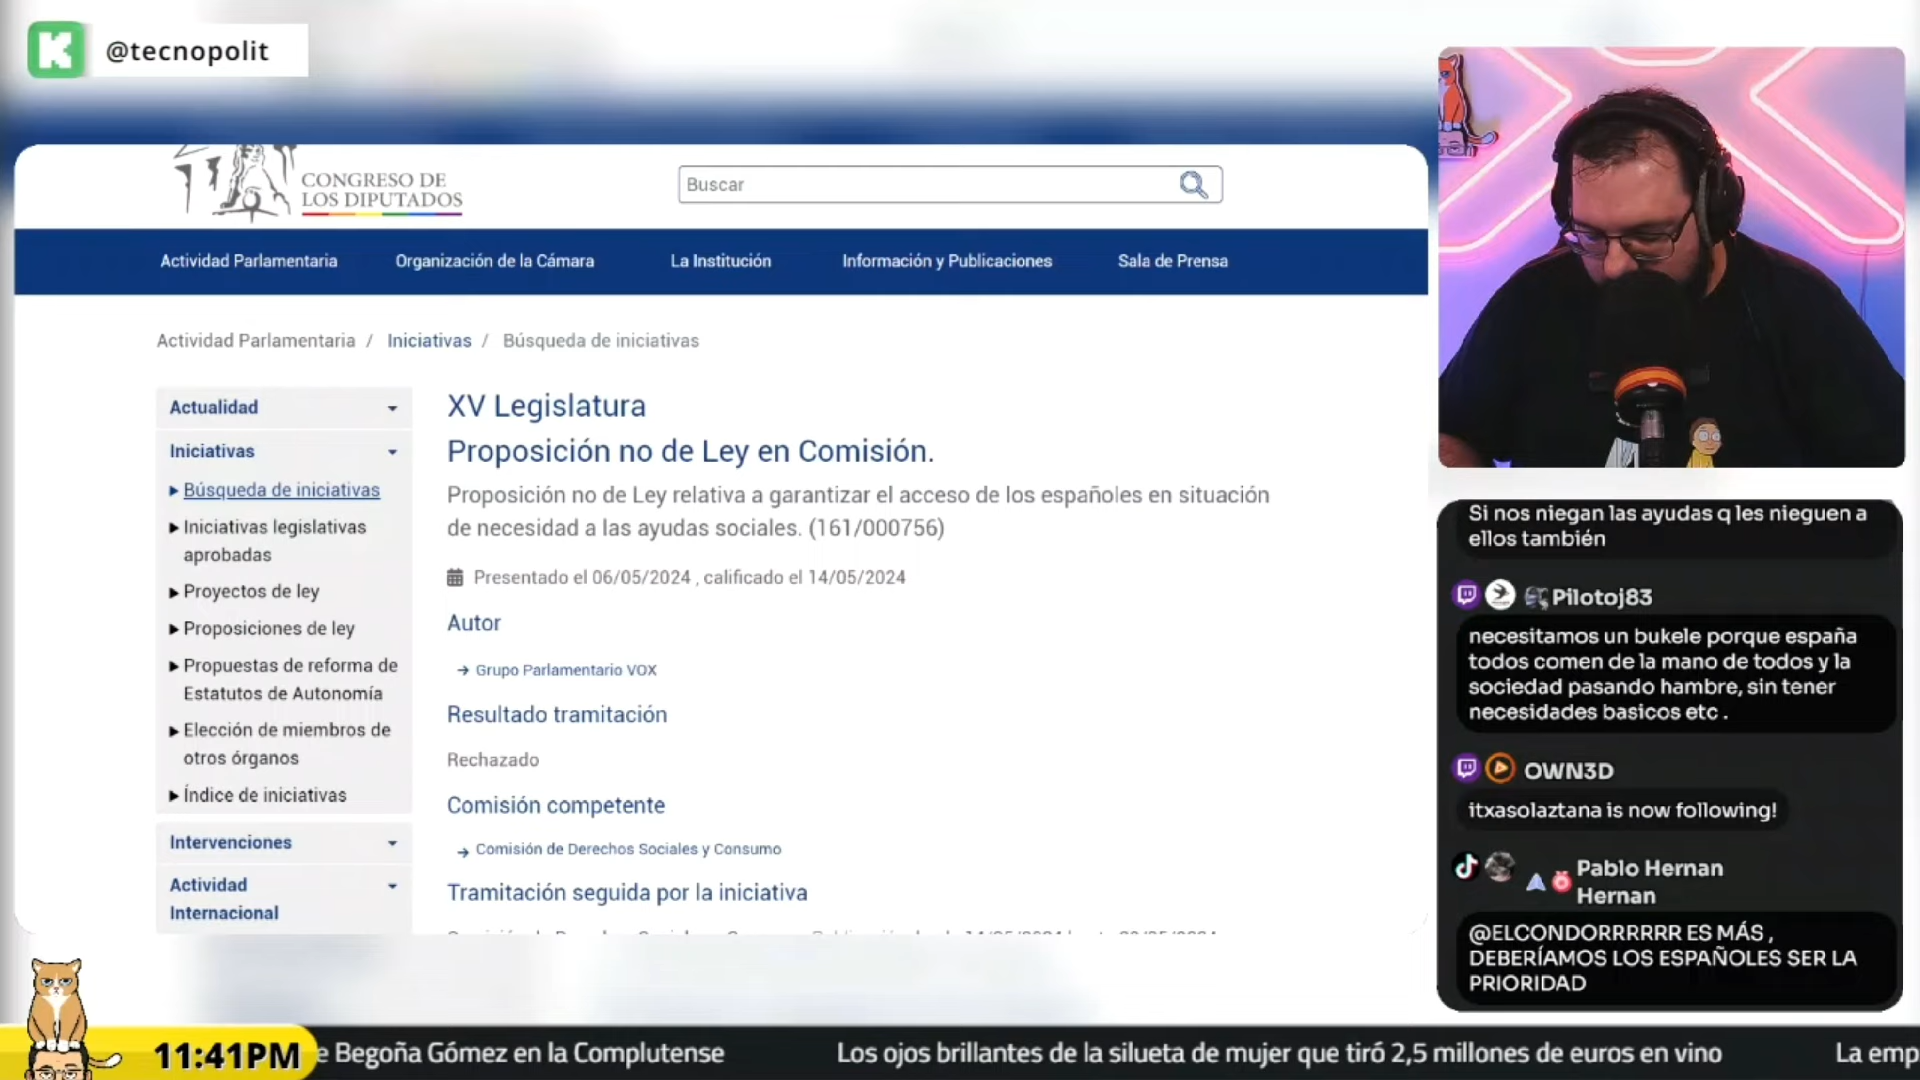 @tecnopolit
CONGRESO DE
LOS DIPUTADOS
Buscar
Actividad Parlamentaria
Organización de la Cámara
La Institución
Información y Publicaciones
Sala de Prensa
Actividad Parlamentaria / Iniciativas / Búsqueda de iniciativas
Actualidad
Iniciativas
Búsqueda de iniciativas
Iniciativas legislativas
aprobadas
Proyectos de ley
Proposiciones de ley
Propuestas de reforma de
Estatutos de Autonomía
Elección de miembros de
otros órganos
Índice de iniciativas
Intervenciones
Actividad
Internacional
XV Legislatura
Proposición no de Ley en Comisión.
Proposición no de Ley relativa a garantizar el acceso de los españoles en situación
de necesidad a las ayudas sociales. (161/000756)
Presentado el 06/05/2024 , calificado el 14/05/2024
Autor
Grupo Parlamentario VOX
Resultado tramitación
Rechazado
Comisión competente
Comisión de Derechos Sociales y Consumo
Tramitación seguida por la iniciativa
Si nos niegan las ayudas q les nieguen a
ellos también
Pilotoj83
necesitamos un bukele porque españa
todos comen de la mano de todos y la
sociedad pasando hambre, sin tener
necesidades basicos etc .
OWN3D
itxasolaztana is now following!
Pablo Hernan
Hernan
@ELCONDORRRRRR ES MÁS ,
DEBERÍAMOS LOS ESPAÑOLES SER LA
PRIORIDAD
11:41PM
e Begoña Gómez en la Complutense
Los ojos brillantes de la silueta de mujer que tiró 2,5 millones de euros en vino
La emp